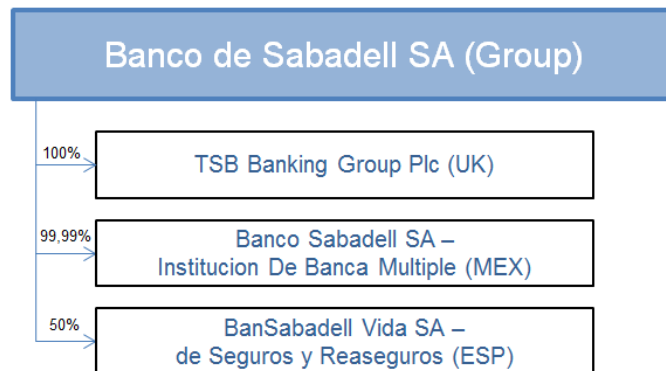 Banco de Sabadell SA (Group)
100%
TSB Banking Group Plc (UK)
99,99%
Banco Sabadell SA –
Institucion De Banca Multiple (MEX)
50%
BanSabadell Vida SA –
de Seguros y Reaseguros (ESP)